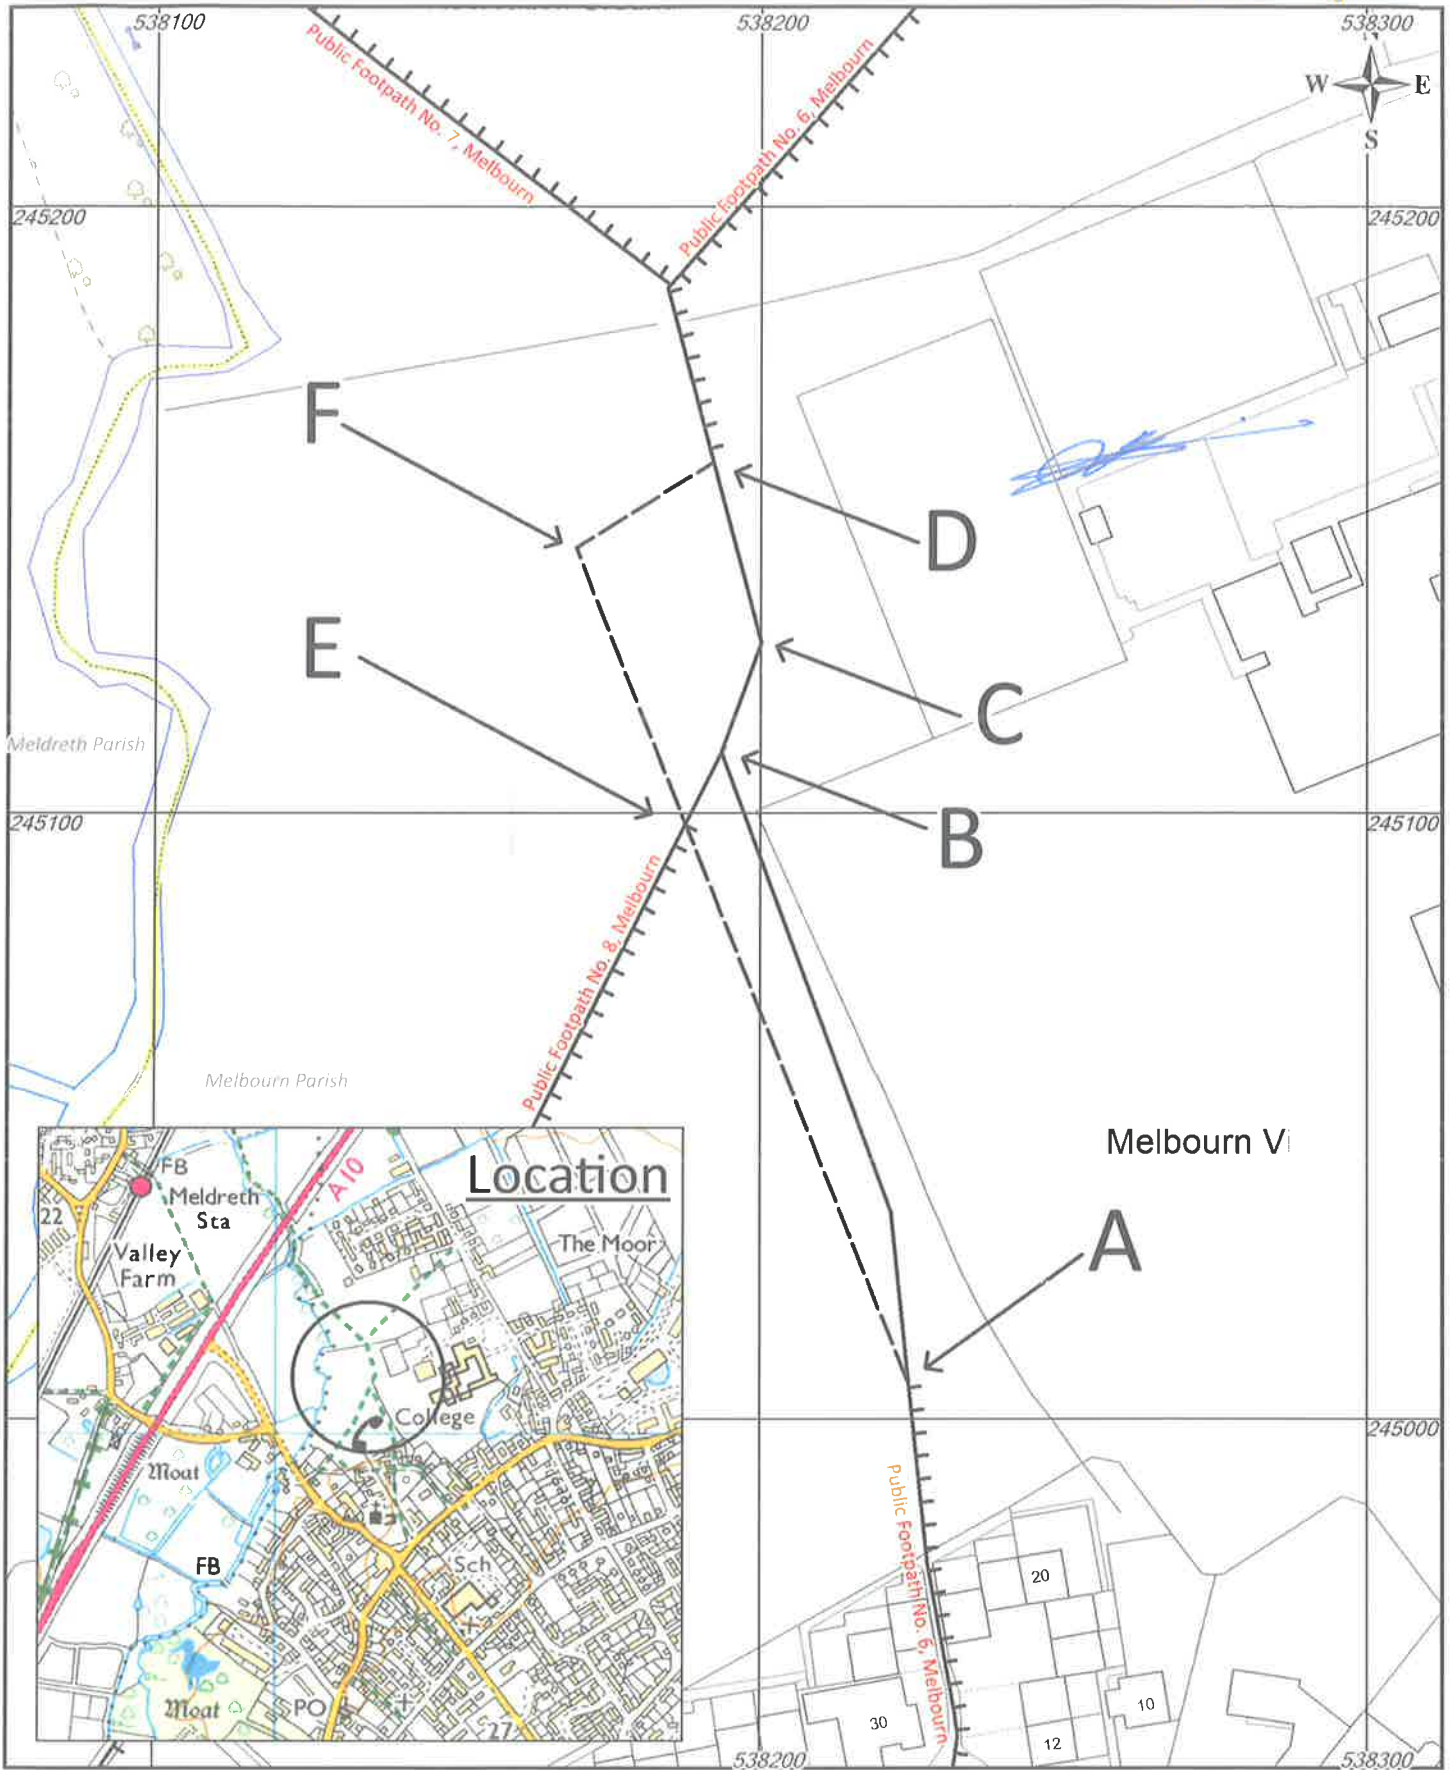 538100
538200
538300
N
W E
S
Public Footpath No. 7, Melbourn
Public Footpath No. 6, Melbourn
245200
245200
F
D
E
C
Meldreth Parish
B
245100
245100
Public Footpath No. 8, Melbourn
Melbourn Parish
Melbourn Vi
A
Location
FB
A 10
Meldreth
Sta
22
The Moor
Valley
Farm
College
245000
Moat
Public Footpath No. 6, Melbourn
FB
Sch
20
Moat
PO
27
30
10
12
538200
538300